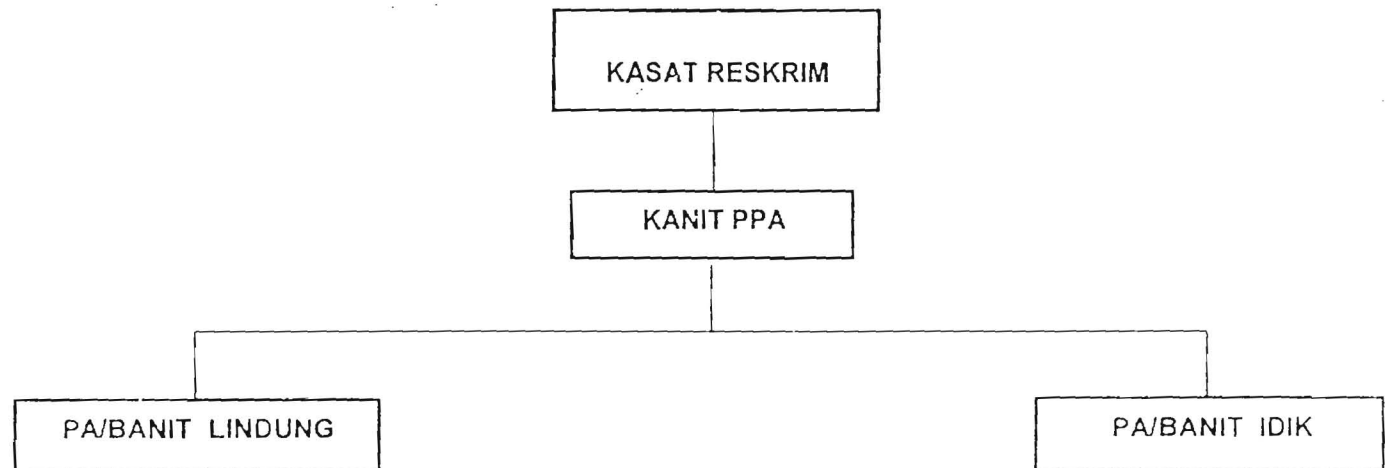 KASAT RESKRIM
KANIT PPA
PA/BANIT LINDUNG
PA/BANIT IDIK